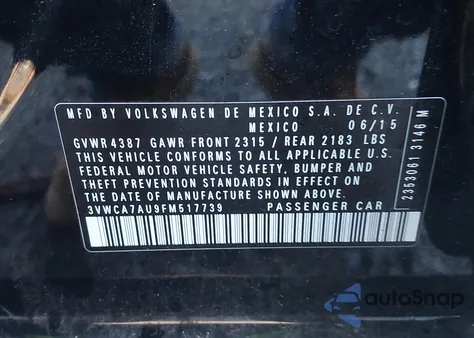 MFD BY VOLKSWAGEN DE MEXICO S.A. DE C.V.
MEXICO 06/15
GVWR 4387 GAWR FRONT 2315 / REAR 2183 LBS
THIS VEHICLE CONFORMS TO ALL APPLICABLE U.S.
FEDERAL MOTOR VEHICLE SAFETY, BUMPER AND
THEFT PREVENTION STANDARDS IN EFFECT ON
THE DATE OF MANUFACTURE SHOWN ABOVE.
3VWCA7AU9FM517739 PASSENGER CAR
2353061 3146 M
autoSnap